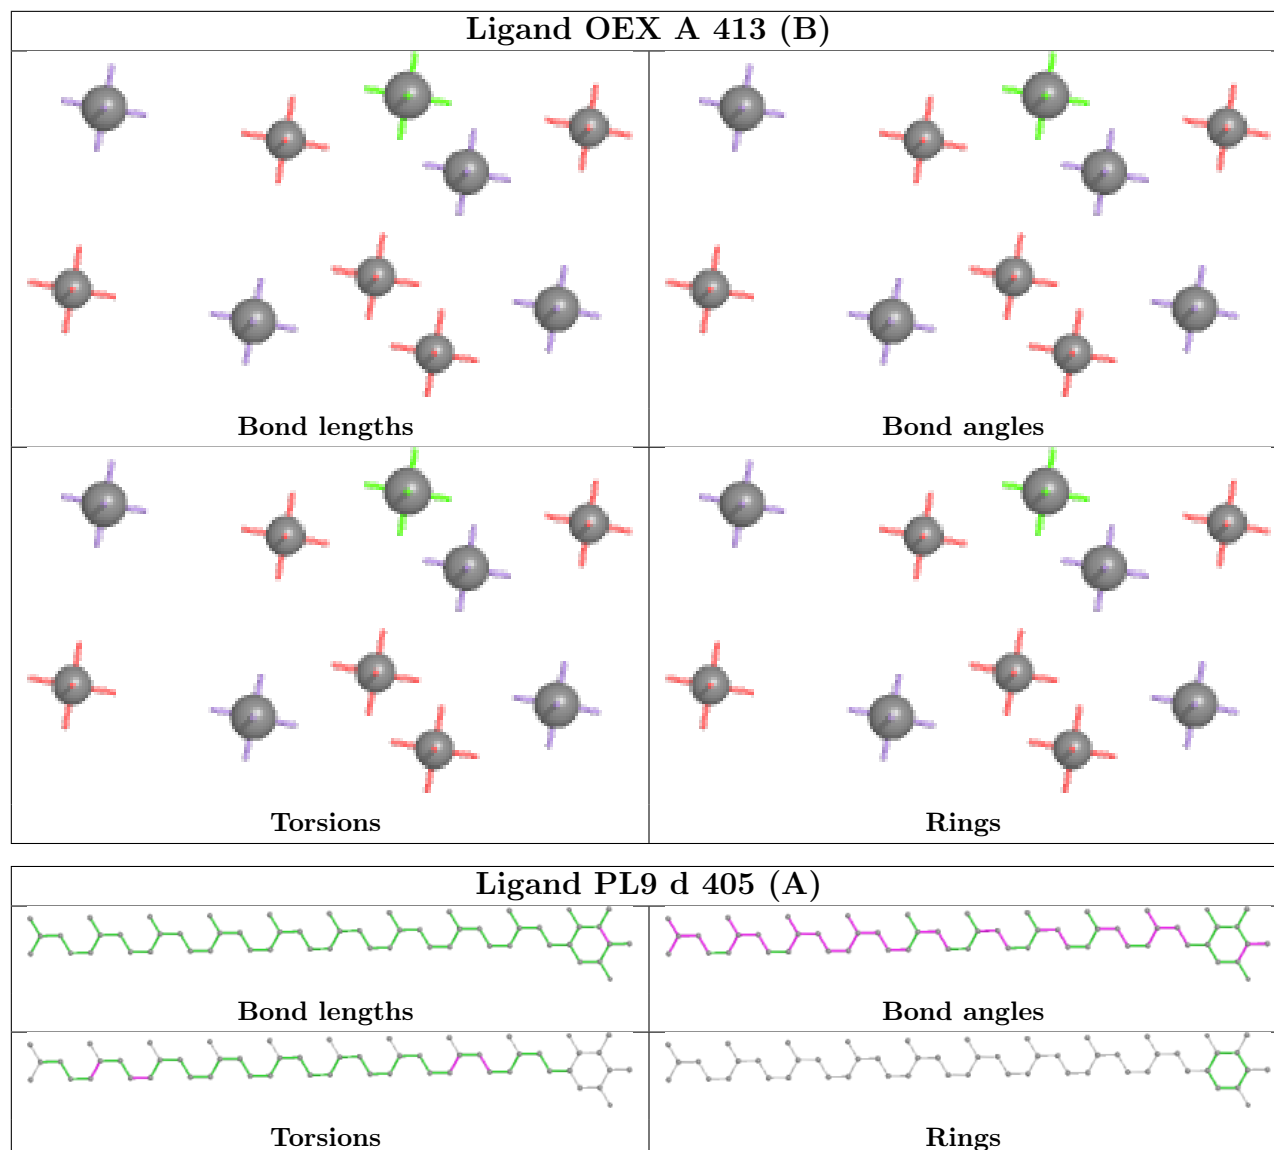 Ligand OEX A 413 (B)
Bond lengths
Bond angles
Torsions
Rings
Ligand PL9 d 405 (A)
Bond lengths
Bond angles
Torsions
Rings